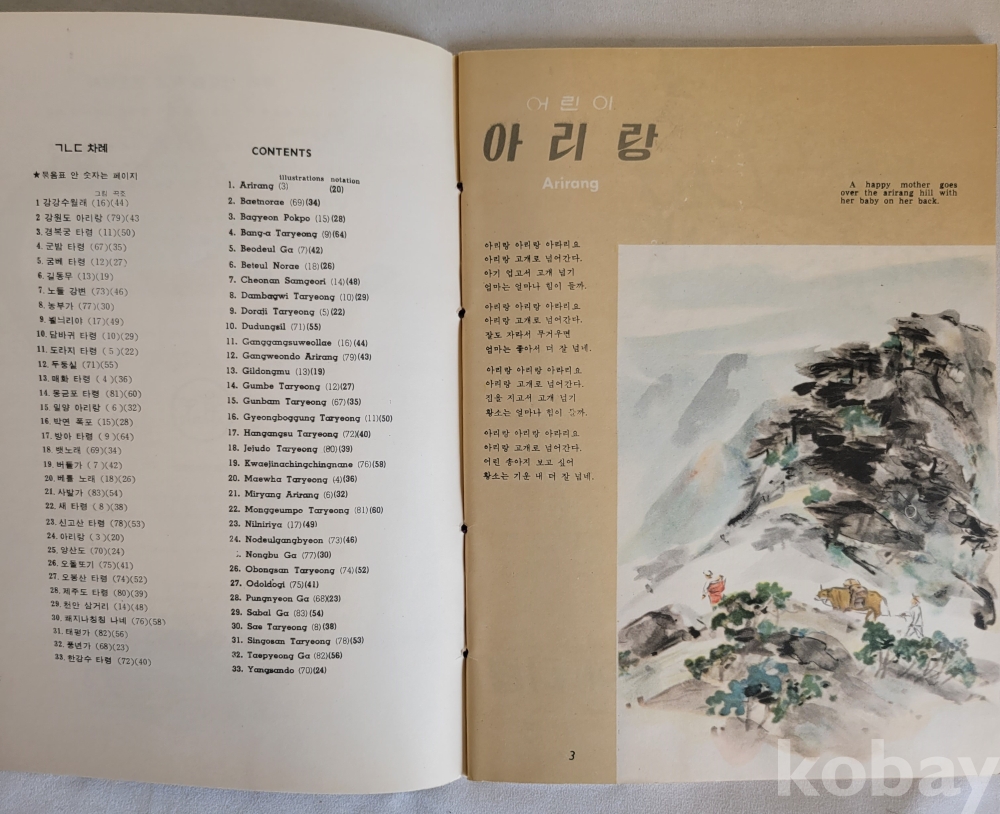 ㄱㄴㄷ 차례
★묶음표 안 숫자는 페이지
그림 곡조
1 강강수월래 (16)(44)
2 강원도 아리랑 (79)(43
3. 경복궁 타령 (11)(50)
4. 군밤 타령 (67)(35)
5. 굼베 타령 (12)(27)
6. 길동무 (13)(19)
7. 노들 강변 (73)(46)
8. 농부가 (77)(30)
9. 늴늬리야 (17)(49)
10. 담바귀 타령 (10)(29)
11. 도라지 타령 ( 5 )(22)
12. 두둥실 (71)(55)
13. 매화 타령 ( 4 )(36)
14. 몽금포 타령 (81)(60)
15. 밀양 아리랑 ( 6 )(32)
16. 박연 폭포 (15)(28)
17. 방아 타령 ( 9 )(64)
18. 뱃노래 (69)(34)
19. 버들가 ( 7 )(42)
20. 베틀 노래 (18)(26)
21. 사발가 (83)(54)
22. 새 타령 ( 8 )(38)
23. 신고산 타령 (78)(53)
24. 아리랑 ( 3 )(20)
25. 양산도 (70)(24)
26. 오돌또기 (75)(41)
27. 오봉산 타령 (74)(52)
28. 제주도 타령 (80)(39)
29. 천안 삼거리 (14)(48)
30. 쾌지나칭칭 나네 (76)(58)
31. 태평가 (82)(56)
32. 풍년가 (68)(23)
33. 한강수 타령 (72)(40)
CONTENTS
illustrations notation
1. Arirang (3) (20)
2. Baetnorae (69)(34)
3. Bagyeon Pokpo (15)(28)
4. Bang-a Taryeong (9)(64)
5. Beodeul Ga (7)(42)
6. Beteul Norae (18)(26)
7. Cheonan Samgeori (14)(48)
8. Dambagwi Taryeong (10)(29)
9. Doraji Taryeong (5)(22)
10. Dudungsil (71)(55)
11. Ganggangsuweollae (16)(44)
12. Gangweondo Arirang (79)(43)
13. Gildongmu (13)(19)
14. Gumbe Taryeong (12)(27)
15. Gunbam Taryeong (67)(35)
16. Gyeongboggung Taryeong (11)(50)
17. Hangangsu Taryeong (72)(40)
18. Jejudo Taryeong (80)(39)
19. Kwaejinachingchingnane (76)(58)
20. Maewha Taryeong (4)(36)
21. Miryang Arirang (6)(32)
22. Monggeumpo Taryeong (81)(60)
23. Nilniriya (17)(49)
24. Nodeulgangbyeon (73)(46)
Nongbu Ga (77)(30)
26. Obongsan Taryeong (74)(52)
27. Odoldogi (75)(41)
28. Pungnyeon Ga (68)(23)
29. Sabal Ga (83)(54)
30. Sae Taryeong (8)(38)
31. Singosan Taryeong (78)(53)
32. Taepyeong Ga (82)(56)
33. Yangsando (70)(24)
어린이
아리랑
Arirang
A happy mother goes
over the arirang hill with
her baby on her back.
아리랑 아리랑 아라리요
아리랑 고개로 넘어간다.
아기 업고서 고개 넘기
엄마는 얼마나 힘이 들까.
아리랑 아리랑 아라리요
아리랑 고개로 넘어간다.
잘도 자라서 무거우면
엄마는 좋아서 더 잘 넘네.
아리랑 아리랑 아라리요
아리랑 고개로 넘어간다.
짐을 지고서 고개 넘기
황소는 얼마나 힘이 들까.
아리랑 아리랑 아라리요
아리랑 고개로 넘어간다.
어린 송아지 보고 싶어
황소는 기운 내 더 잘 넘네.
3
kobay